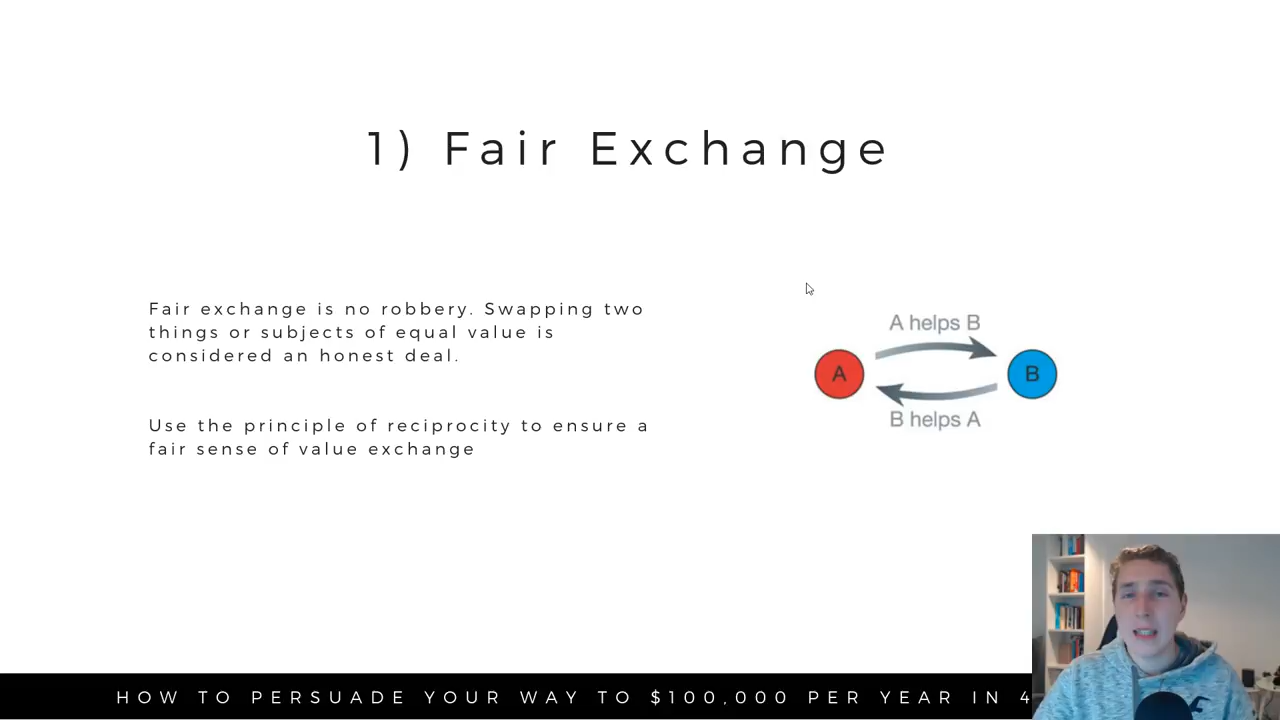 1) Fair Exchange
Fair exchange is no robbery. Swapping two
things or subjects of equal value is
considered an honest deal.
Use the principle of reciprocity to ensure a
fair sense of value exchange
A helps B
A
B
B helps A
HOW TO PERSUADE YOUR WAY TO $100,000 PER YEAR IN 4